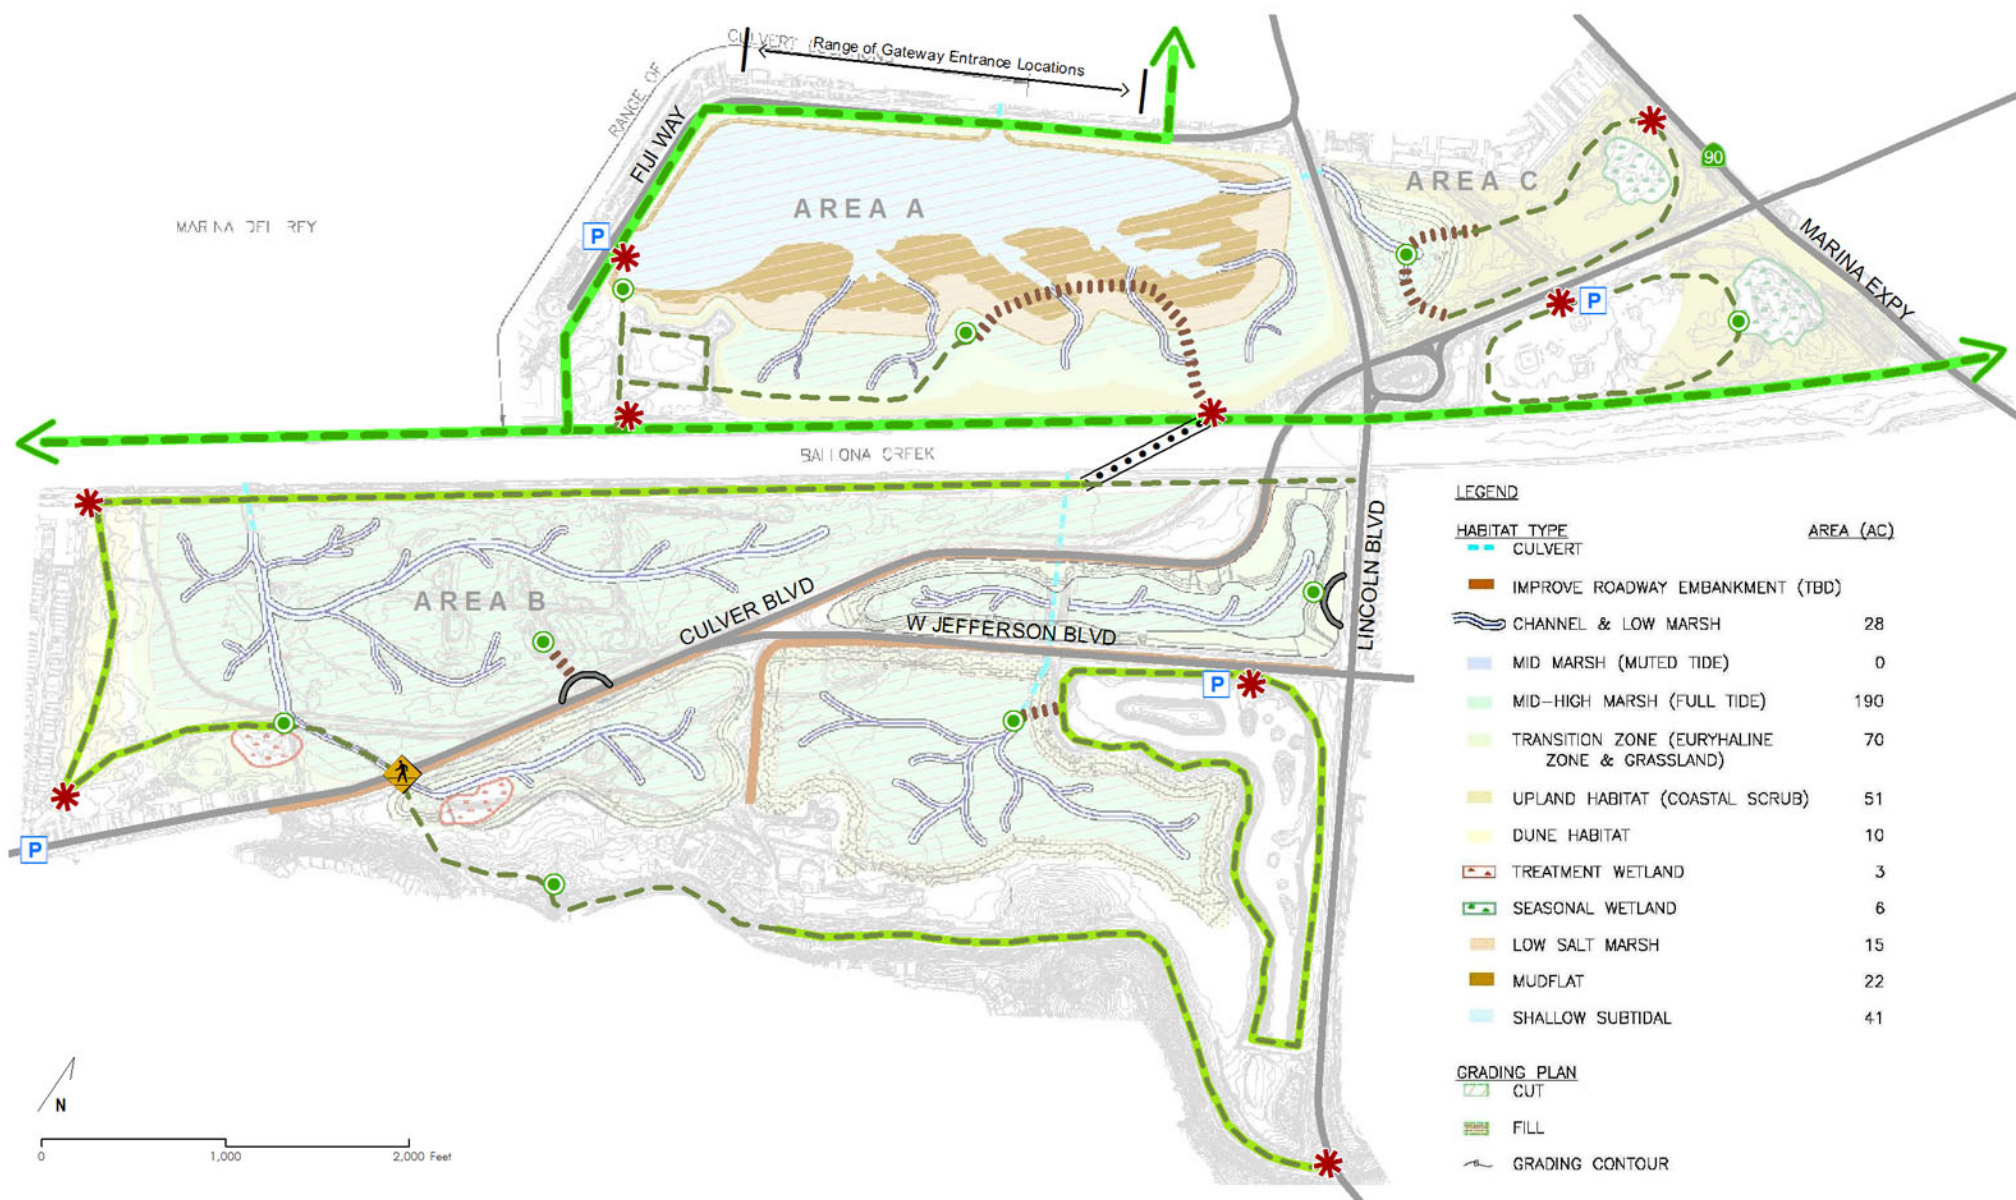 CULVERT LOCATIONS
Range of Gateway Entrance Locations
RANGE OF
FIJI WAY
90
AREA A
AREA C
MARINA DEL REY
P
MARINA EXPY
P
BALLONA CREEK
AREA B
CULVER BLVD
W JEFFERSON BLVD
LINCOLN BLVD
P
P
N
0 1,000 2,000 Feet
LEGEND
HABITAT TYPE AREA (AC)
CULVERT
IMPROVE ROADWAY EMBANKMENT (TBD)
CHANNEL & LOW MARSH 28
MID MARSH (MUTED TIDE) 0
MID-HIGH MARSH (FULL TIDE) 190
TRANSITION ZONE (EURYHALINE 70
ZONE & GRASSLAND)
UPLAND HABITAT (COASTAL SCRUB) 51
DUNE HABITAT 10
TREATMENT WETLAND 3
SEASONAL WETLAND 6
LOW SALT MARSH 15
MUDFLAT 22
SHALLOW SUBTIDAL 41
GRADING PLAN
CUT
FILL
GRADING CONTOUR